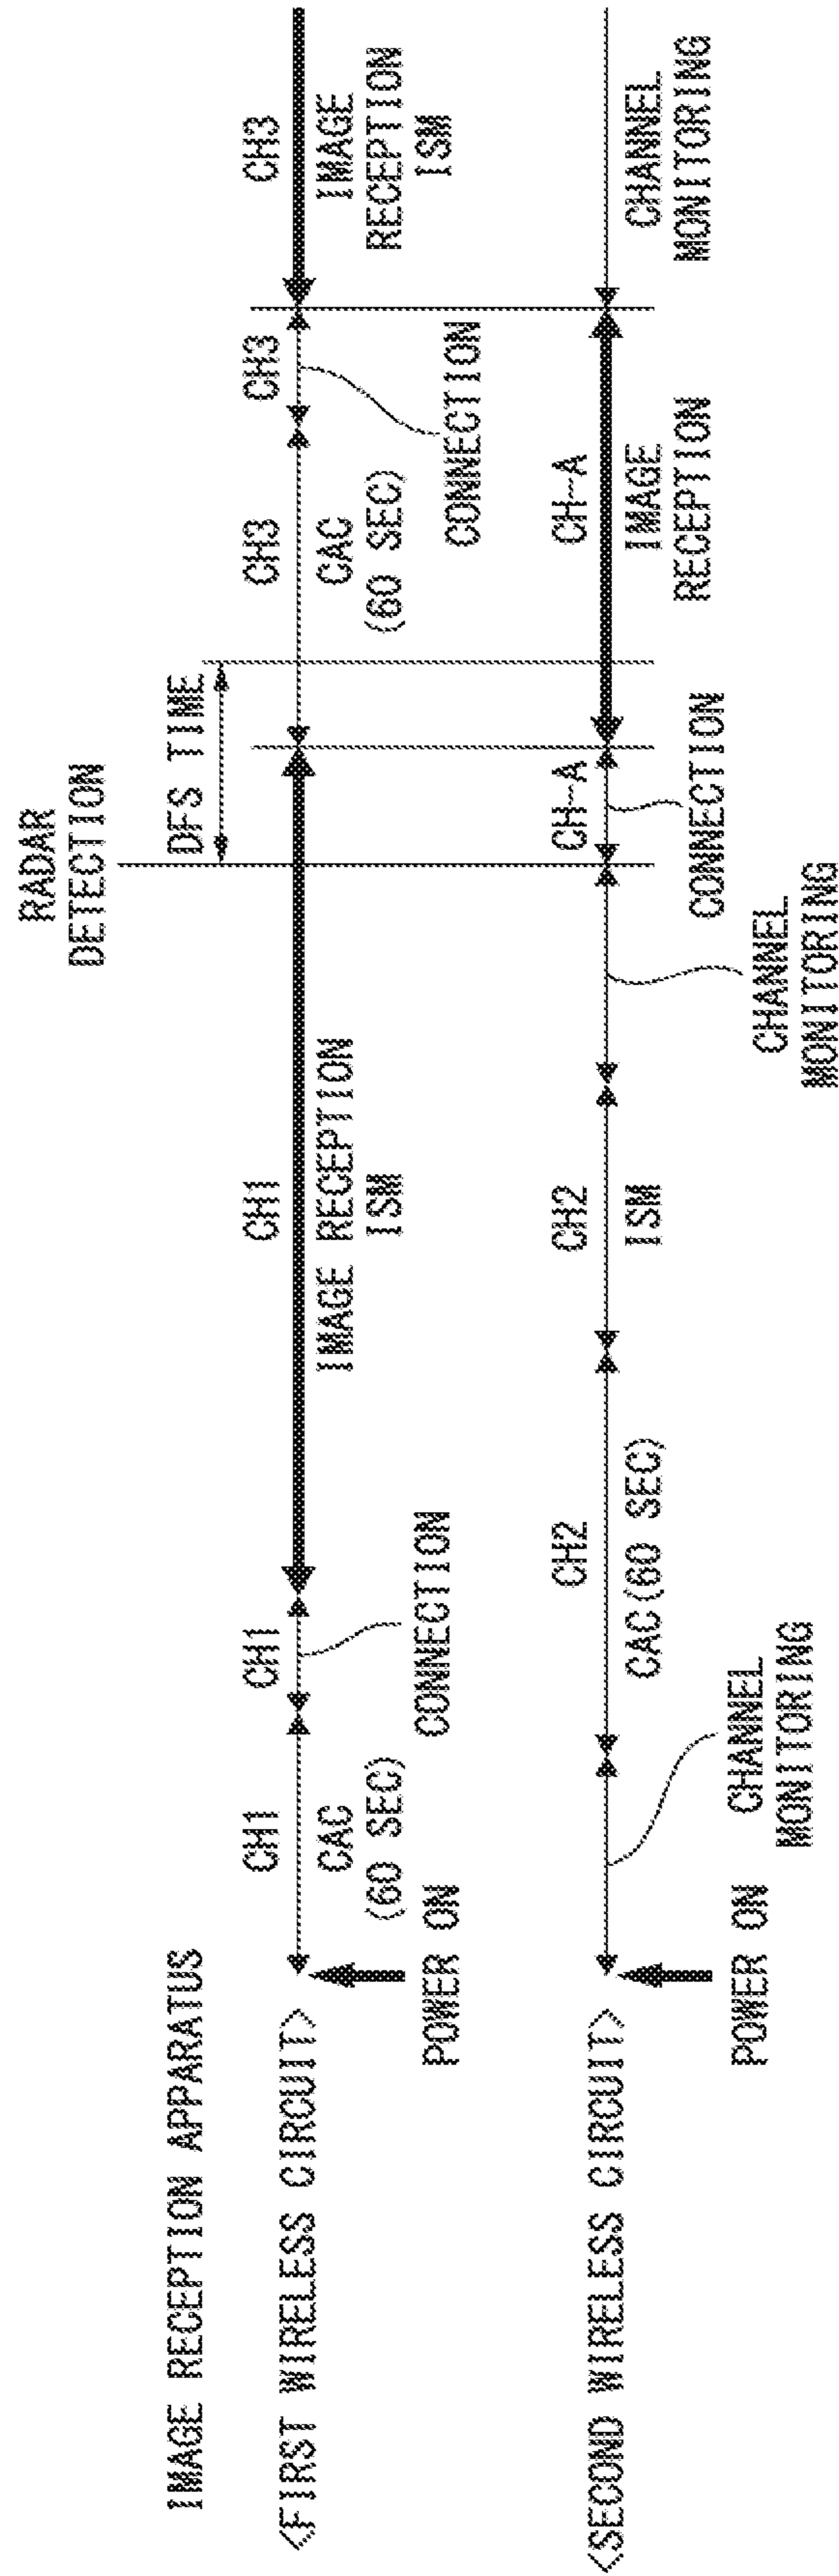 IMAGE RECEPTION APPARATUS
RADAR
DETECTION
DFS TIME
<FIRST WIRELESS CIRCUIT>
POWER ON
CH1
CAC
(60 SEC)
CH1
CONNECTION
CH1
IMAGE RECEPTION
ISM
CH3
CAC
(60 SEC)
CH3
CONNECTION
CH3
IMAGE
RECEPTION
ISM
<SECOND WIRELESS CIRCUIT>
POWER ON
CHANNEL
MONITORING
CH2
CAC(60 SEC)
CH2
ISM
CHANNEL
MONITORING
CH-A
CONNECTION
CH-A
IMAGE
RECEPTION
CHANNEL
MONITORING